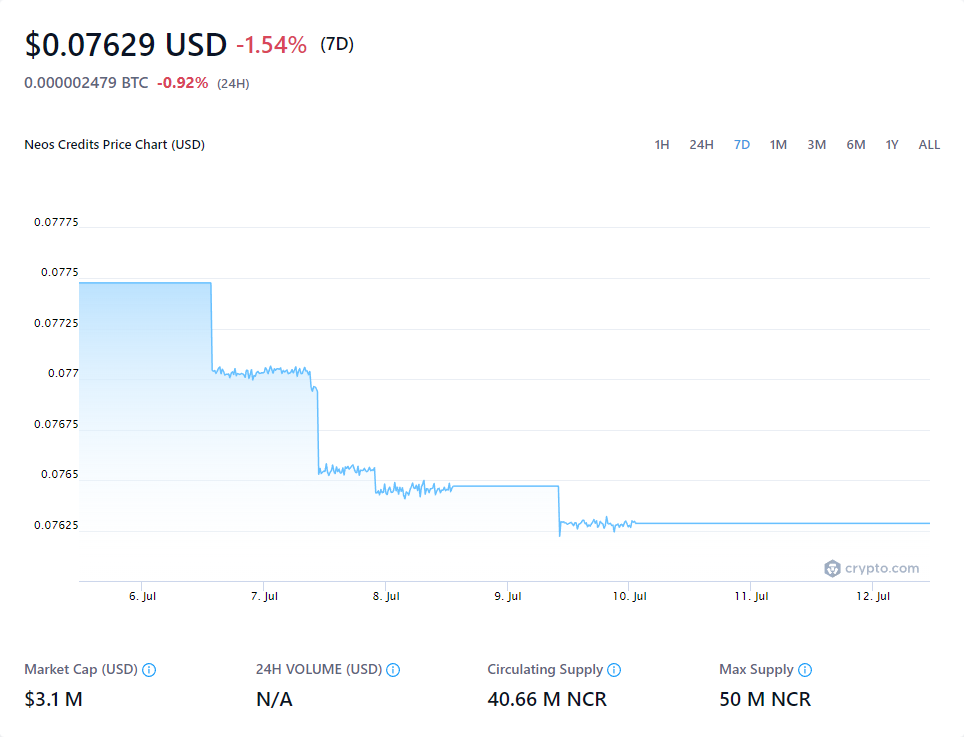 $0.07629 USD -1.54% (7D)
0.000002479 BTC -0.92% (24H)
Neos Credits Price Chart (USD) 1H 24H 7D 1M 3M 6M 1Y ALL
0.07775
0.0775
0.07725
0.077
0.07675
0.0765
0.07625
crypto.com
6. Jul 7. Jul 8. Jul 9. Jul 10. Jul 11. Jul 12. Jul
Market Cap (USD) 24H VOLUME (USD) Circulating Supply Max Supply
$3.1 M N/A 40.66 M NCR 50 M NCR